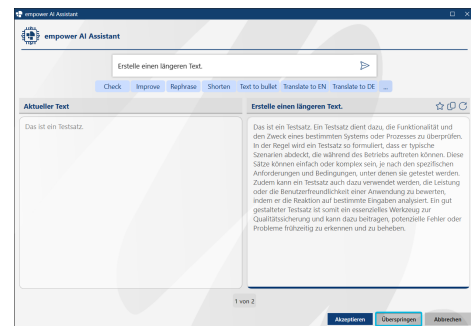 empower AI Assistant
empower AI Assistant
Erstelle einen längeren Text.
Check Improve Rephrase Shorten Text to bullet Translate to EN Translate to DE ...
Aktueller Text
Das ist ein Testsatz.
Erstelle einen längeren Text.
Das ist ein Testsatz. Ein Testsatz dient dazu, die Funktionalität und
den Zweck eines bestimmten Systems oder Prozesses zu überprüfen.
In der Regel wird ein Testsatz so formuliert, dass er typische
Szenarien abdeckt, die während des Betriebs auftreten können. Diese
Sätze können einfach oder komplex sein, je nach den spezifischen
Anforderungen und Bedingungen, unter denen sie getestet werden.
Zudem kann ein Testsatz auch dazu verwendet werden, die Leistung
oder die Benutzerfreundlichkeit einer Anwendung zu bewerten,
indem er die Reaktion auf bestimmte Eingaben analysiert. Ein gut
gestalteter Testsatz ist somit ein essenzielles Werkzeug zur
Qualitätssicherung und kann dazu beitragen, potenzielle Fehler oder
Probleme frühzeitig zu erkennen und zu beheben.
1 von 2
Akzeptieren Überspringen Abbrechen